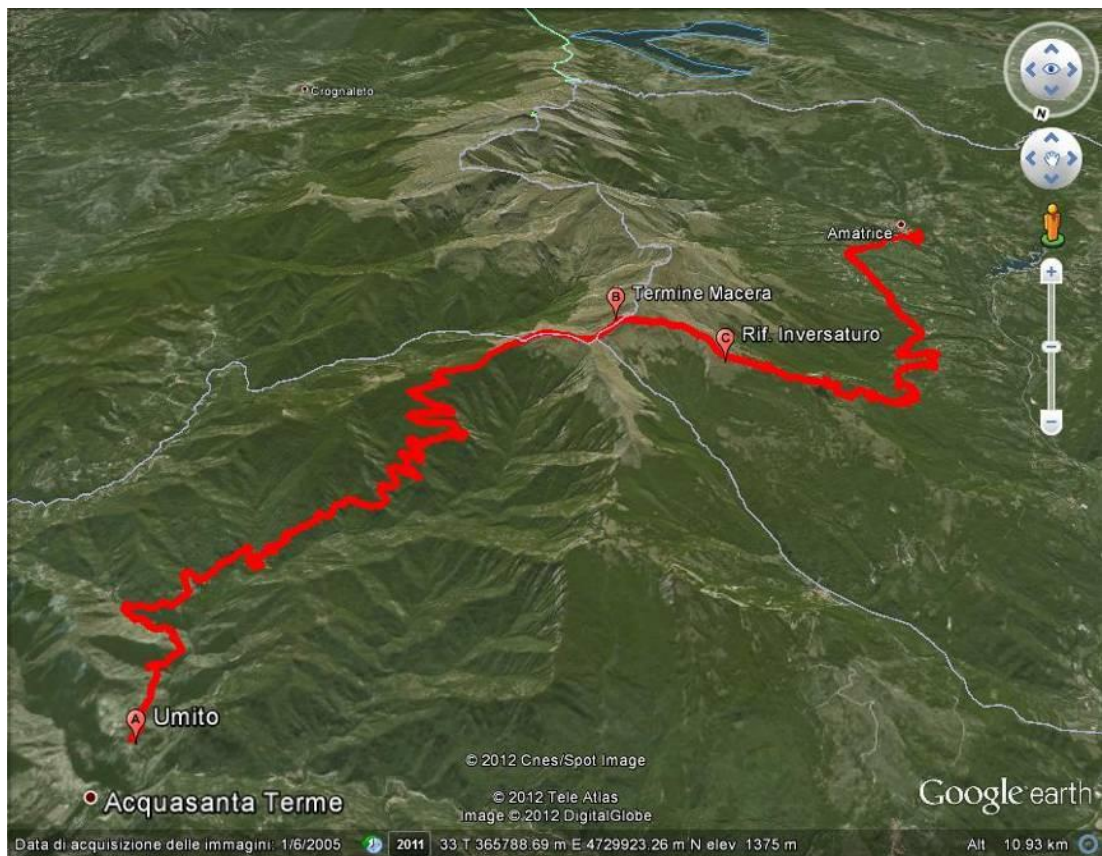 Crognaleto
N
Amatrice
B
Termine Macera
C
Rif. Inversaturo
A
Umito
Acquasanta Terme
© 2012 Cnes/Spot Image
© 2012 Tele Atlas
Image © 2012 DigitalGlobe
Google earth
Data di acquisizione delle immagini: 1/6/2005 2011 33 T 365788.69 m E 4729923.26 m N elev 1375 m Alt 10.93 km